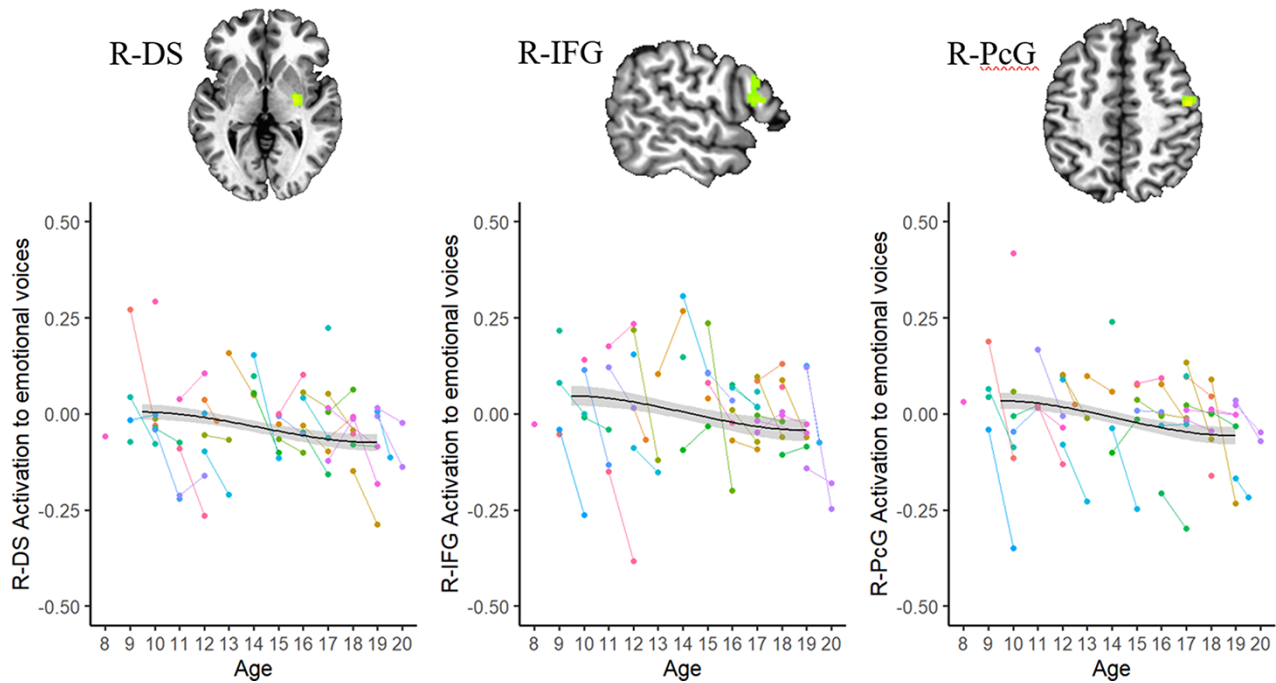 R-DS
R-IFG
R-PcG
R-DS Activation to emotional voices
0.50
0.25
0.00
-0.25
-0.50
8 9 10 11 12 13 14 15 16 17 18 19 20
Age
R-IFG Activation to emotional voices
0.50
0.25
0.00
-0.25
-0.50
8 9 10 11 12 13 14 15 16 17 18 19 20
Age
R-PcG Activation to emotional voices
0.50
0.25
0.00
-0.25
-0.50
8 9 10 11 12 13 14 15 16 17 18 19 20
Age